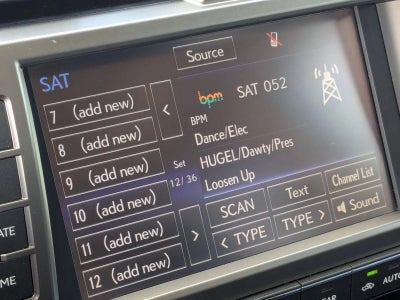 Source
SAT
7 (add new)
8 (add new)
9 (add new)
10 (add new)
11 (add new)
12 (add new)
<
Set
12/ 36
>
bpm
SAT 052
BPM
Dance/Elec
HUGEL/Dawty/Pres
Loosen Up
SCAN
Text
Channel List
< TYPE
TYPE >
Sound
AUTO